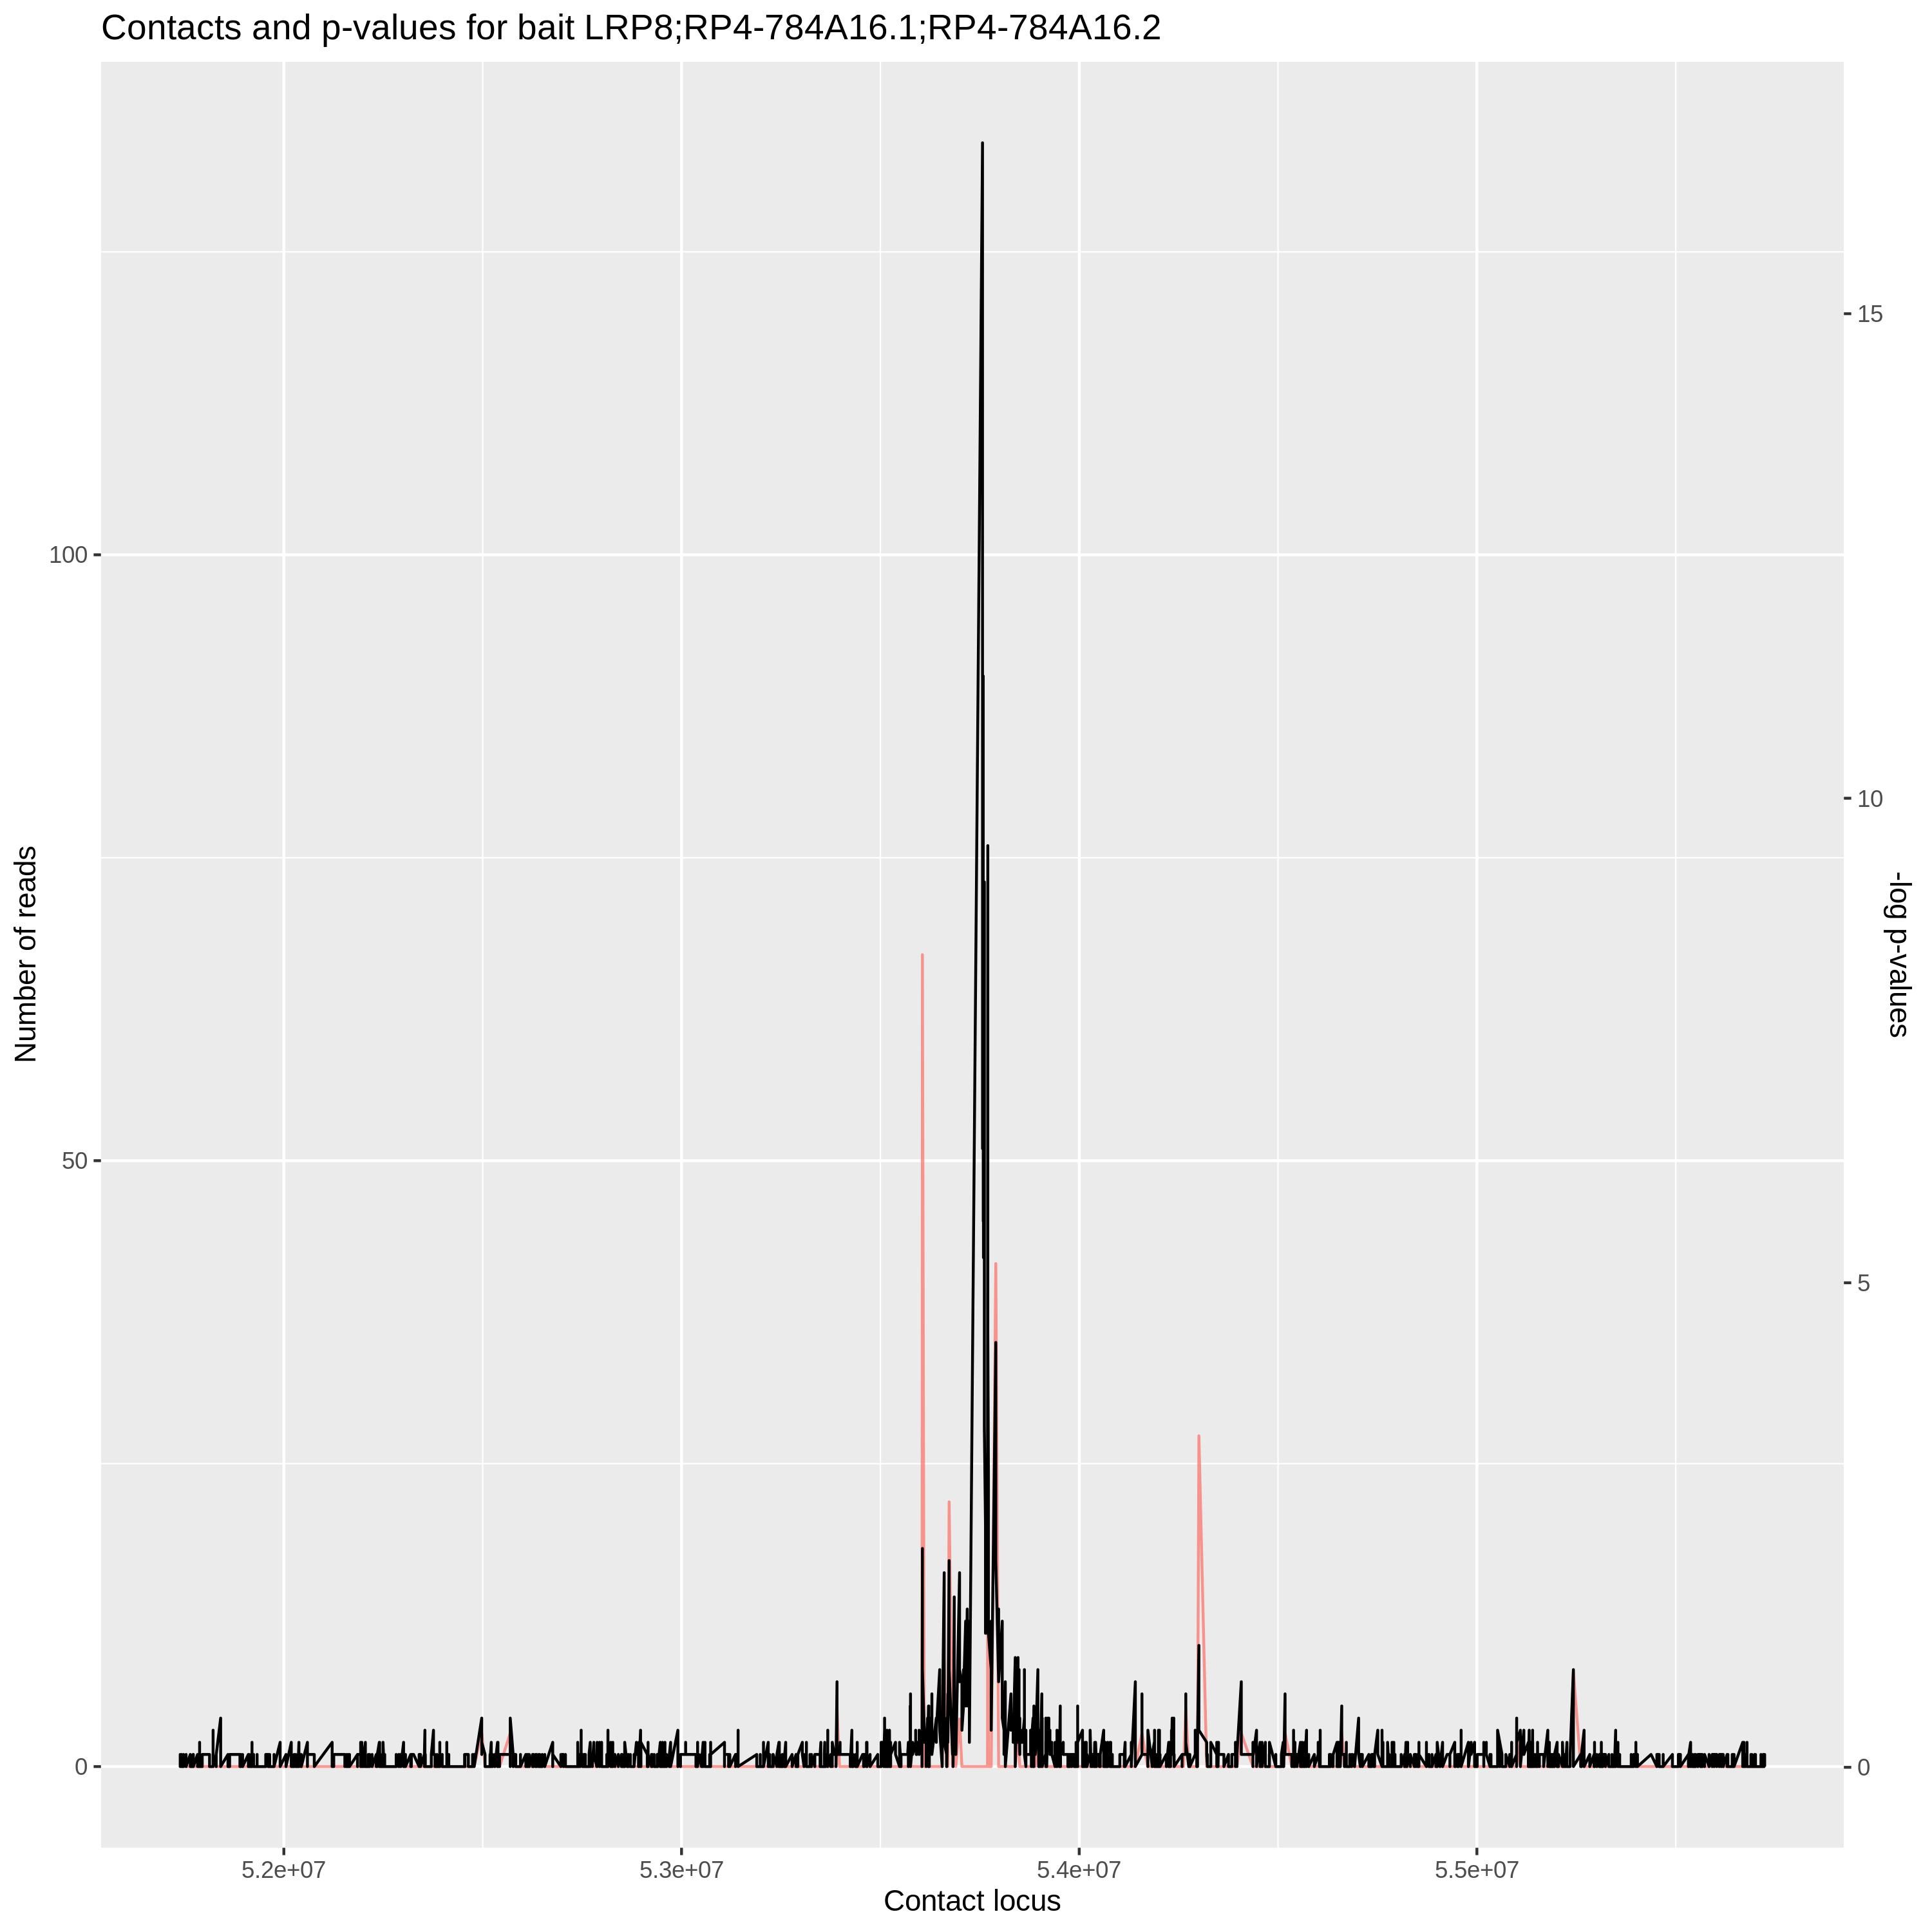 Contacts and p-values for bait LRP8;RP4-784A16.1;RP4-784A16.2
Number of reads
100
50
0
15
10
5
0
-log p-values
5.2e+07
5.3e+07
5.4e+07
5.5e+07
Contact locus